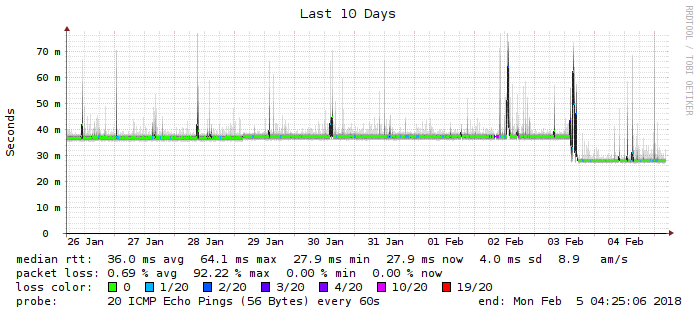 Last 10 Days
RRDTOOL / TOBI OETIKER
Seconds
70 m
60 m
50 m
40 m
30 m
20 m
10 m
0
26 Jan 27 Jan 28 Jan 29 Jan 30 Jan 31 Jan 01 Feb 02 Feb 03 Feb 04 Feb
median rtt: 36.0 ms avg 64.1 ms max 27.9 ms min 27.9 ms now 4.0 ms sd 8.9 am/s
packet loss: 0.69 % avg 92.22 % max 0.00 % min 0.00 % now
loss color: 0 1/20 2/20 3/20 4/20 10/20 19/20
probe: 20 ICMP Echo Pings (56 Bytes) every 60s end: Mon Feb 5 04:25:06 2018